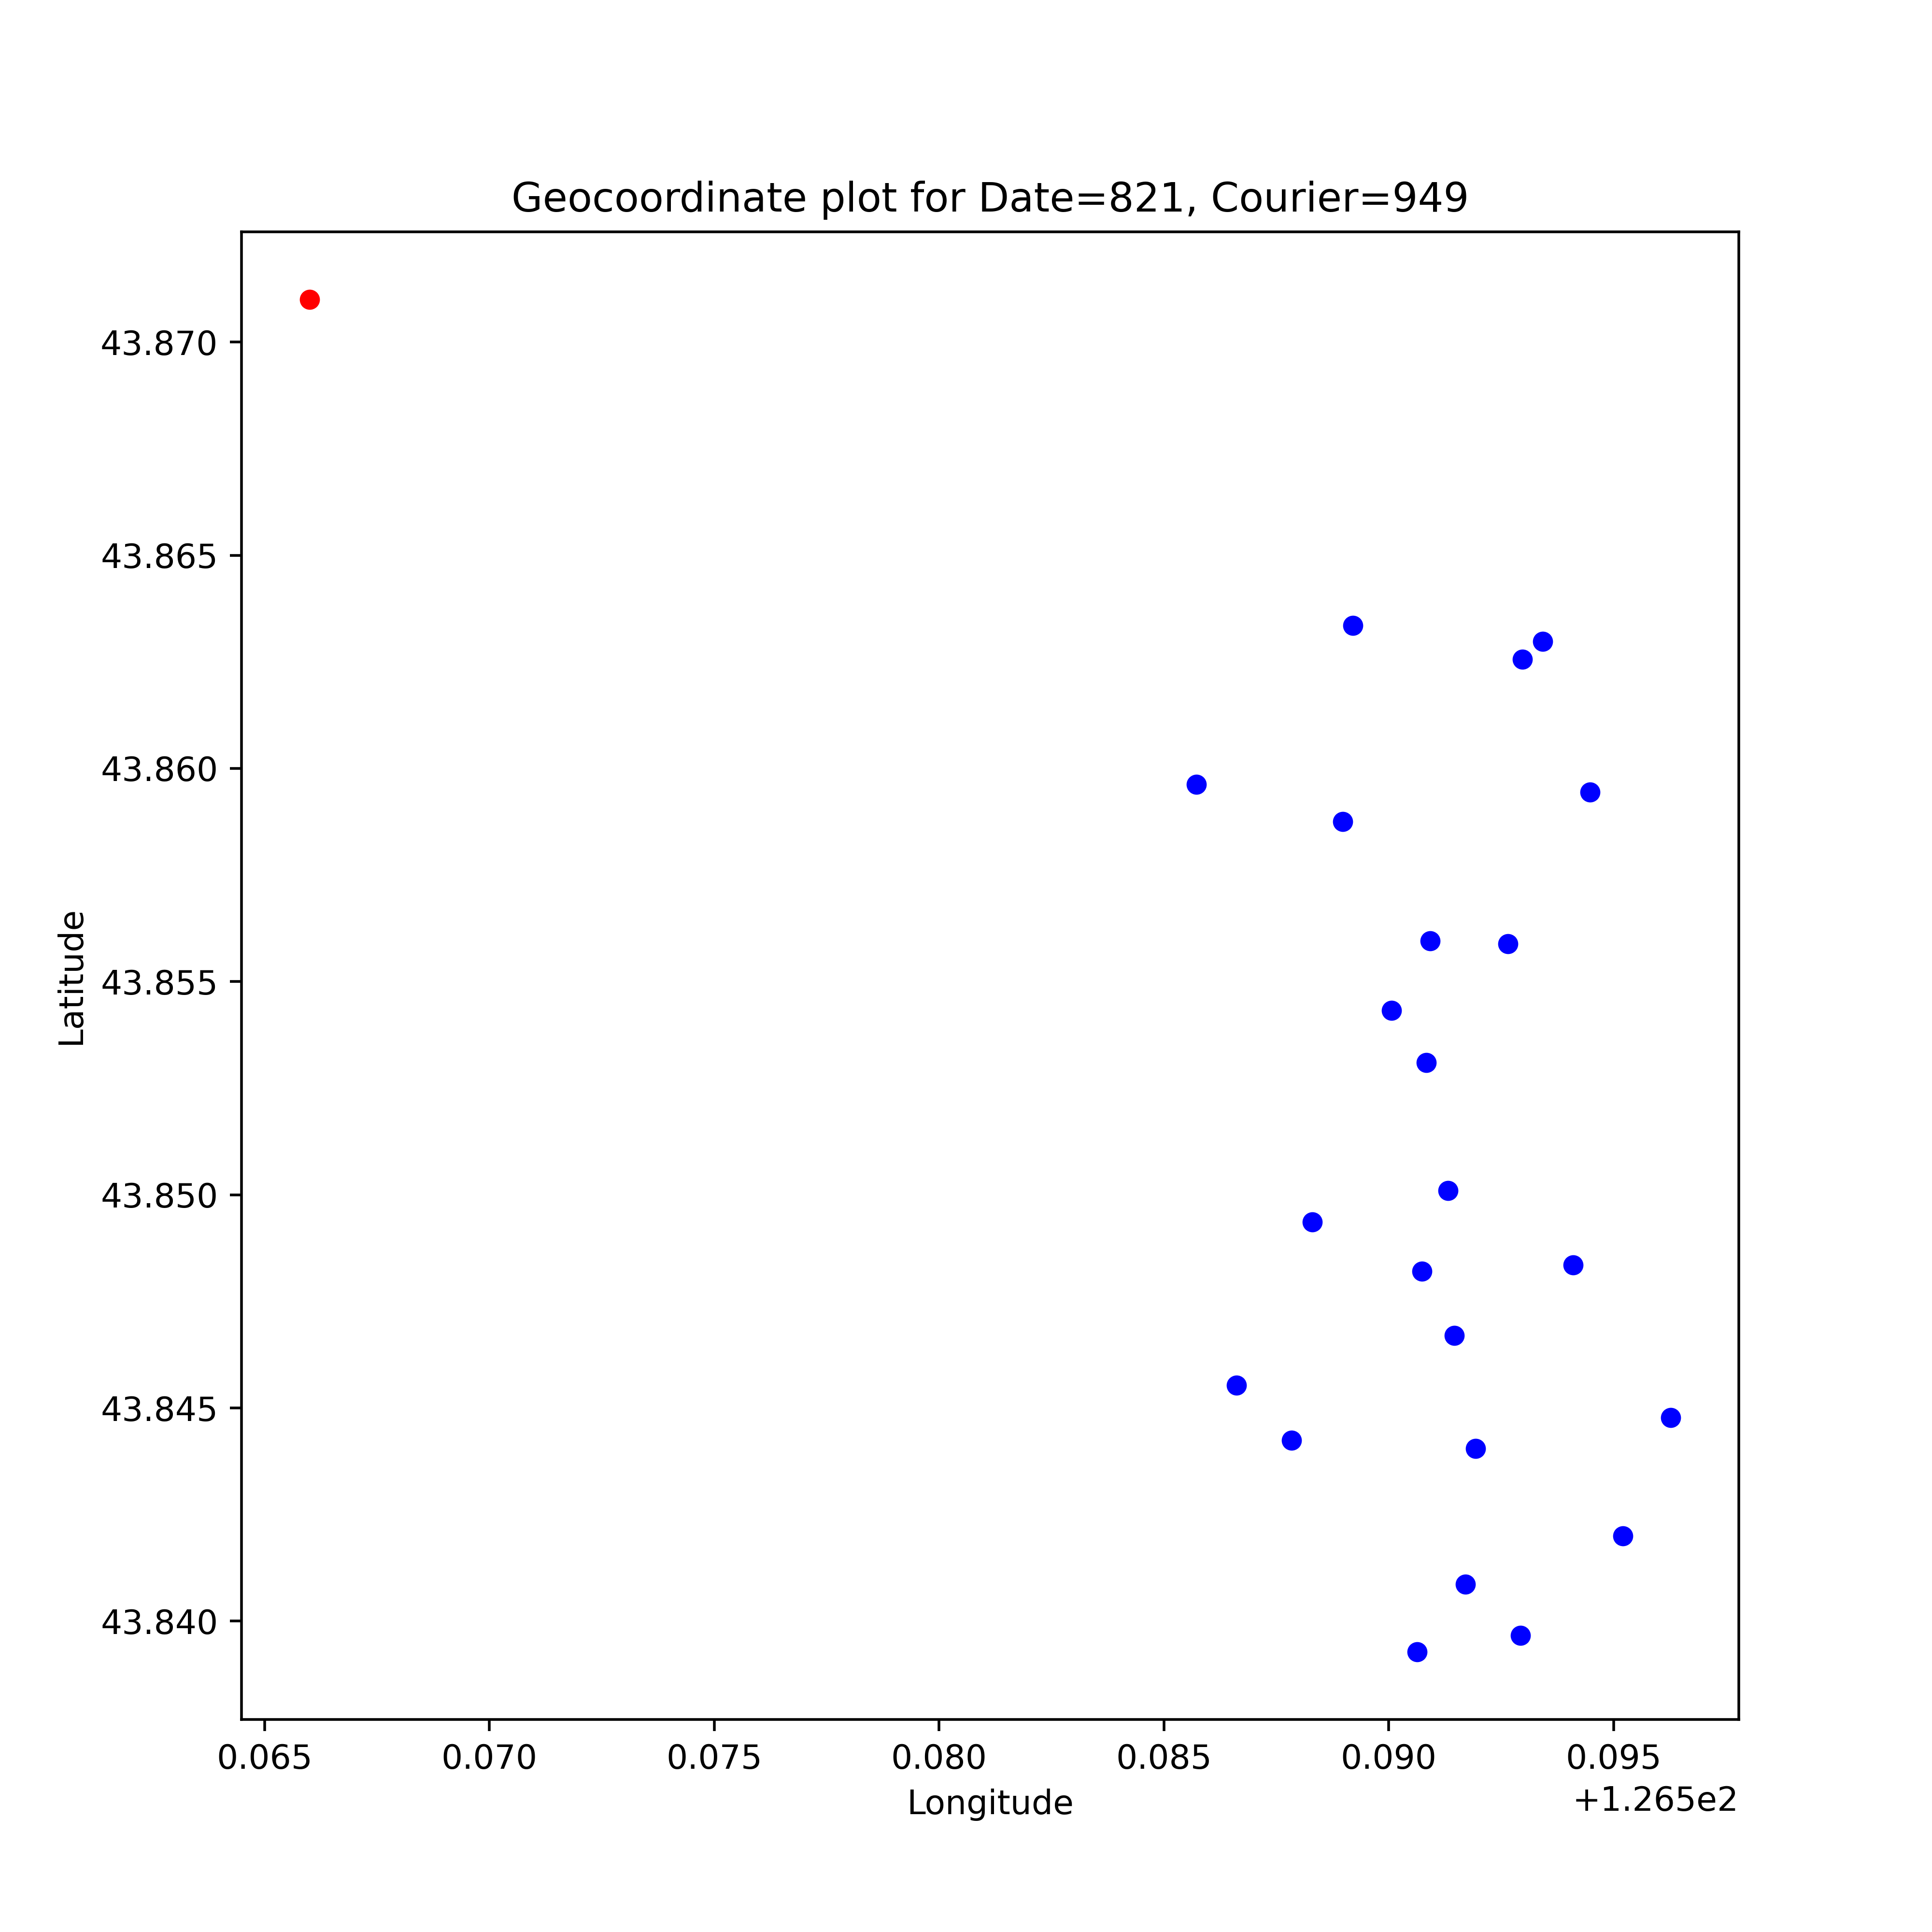 Geocoordinate plot for Date=821, Courier=949
43.870
43.865
43.860
43.855
43.850
43.845
43.840
Latitude
0.065 0.070 0.075 0.080 0.085 0.090 0.095
Longitude
+1.265e2